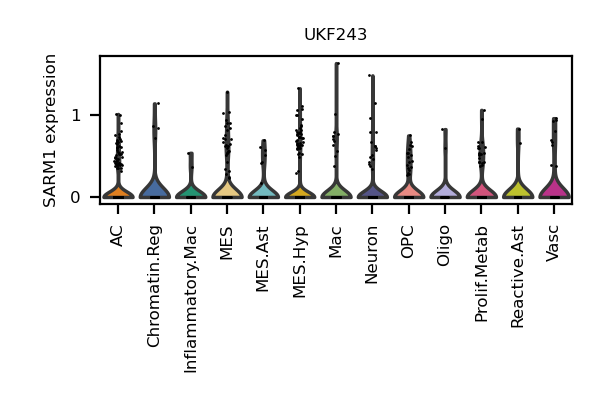 UKF243
SARM1 expression
1
0
AC
Chromatin.Reg
Inflammatory.Mac
MES
MES.Ast
MES.Hyp
Mac
Neuron
OPC
Oligo
Prolif.Metab
Reactive.Ast
Vasc